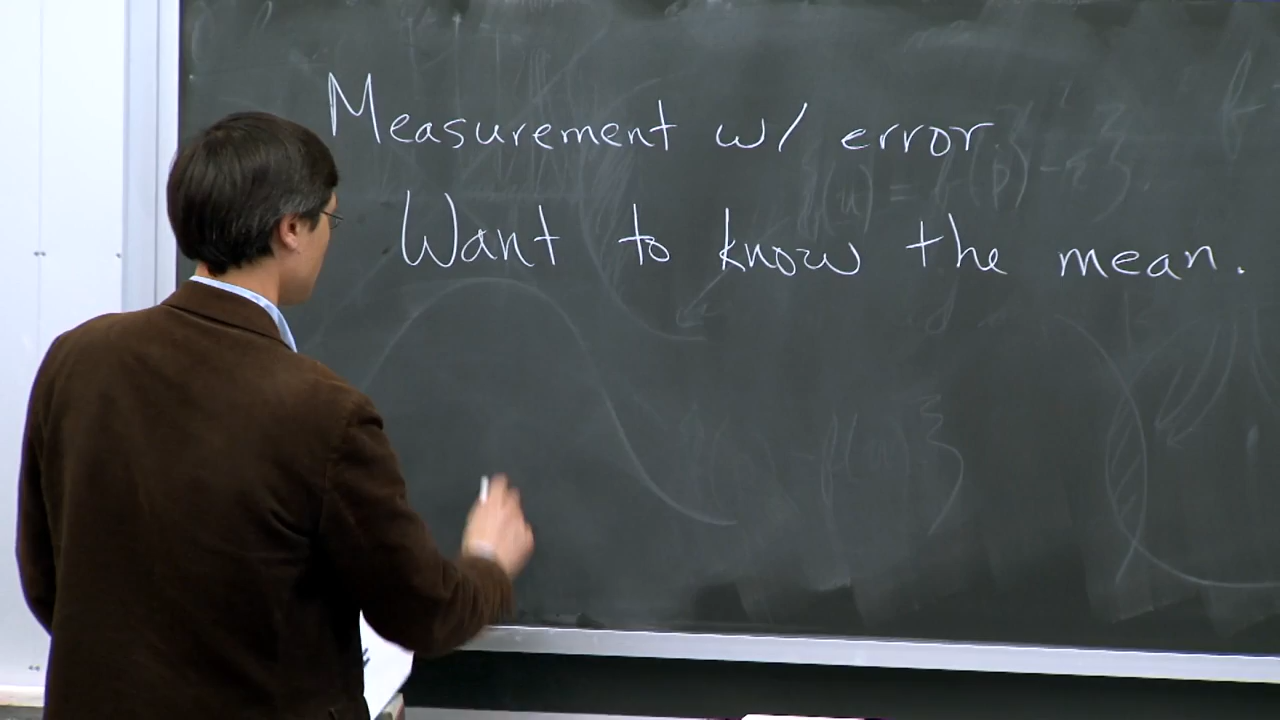 Measurement w/ error
Want to know the mean.